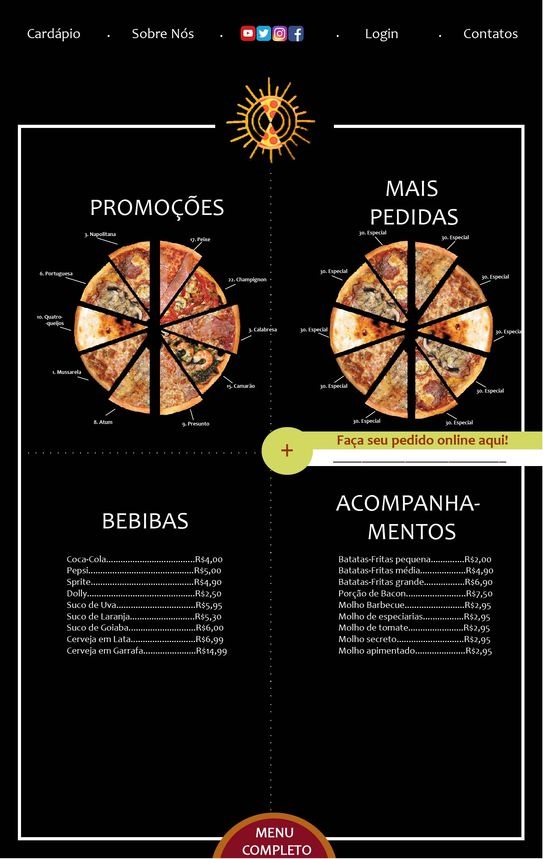 Cardápio . Sobre Nós . . Login . Contatos
PROMOÇÕES
3. Napolitana
17. Peixe
6. Portuguesa
22. Champignon
10. Quatro-
-queijos
3. Calabresa
1. Mussarela
15. Camarão
8. Atum
9. Presunto
MAIS
PEDIDAS
30. Especial
30. Especial
30. Especial
30. Especial
30. Especial
30. Especial
30. Especial
30. Especial
30. Especial
30. Especial
+
Faça seu pedido online aqui!
BEBIBAS
Coca-Cola.....................................R$4,00
Pepsi............................................R$5,00
Sprite...........................................R$4,90
Dolly............................................R$2,50
Suco de Uva.................................R$5,95
Suco de Laranja...........................R$5,30
Suco de Goiaba...........................R$6,00
Cerveja em Lata..........................R$6,99
Cerveja em Garrafa.....................R$14,99
ACOMPANHA-
MENTOS
Batatas-Fritas pequena..............R$2,00
Batatas-Fritas média..................R$4,90
Batatas-Fritas grande.................R$6,90
Porção de Bacon.........................R$7,50
Molho Barbecue.........................R$2,95
Molho de especiarias.................R$2,95
Molho de tomate.......................R$2,95
Molho secreto............................R$2,95
Molho apimentado.....................R$2,95
MENU
COMPLETO